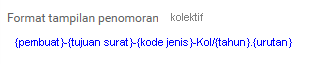 Format tampilan penomoran kolektif
{pembuat}-{tujuan surat}-{kode jenis}-Kol/{tahun}.{urutan}